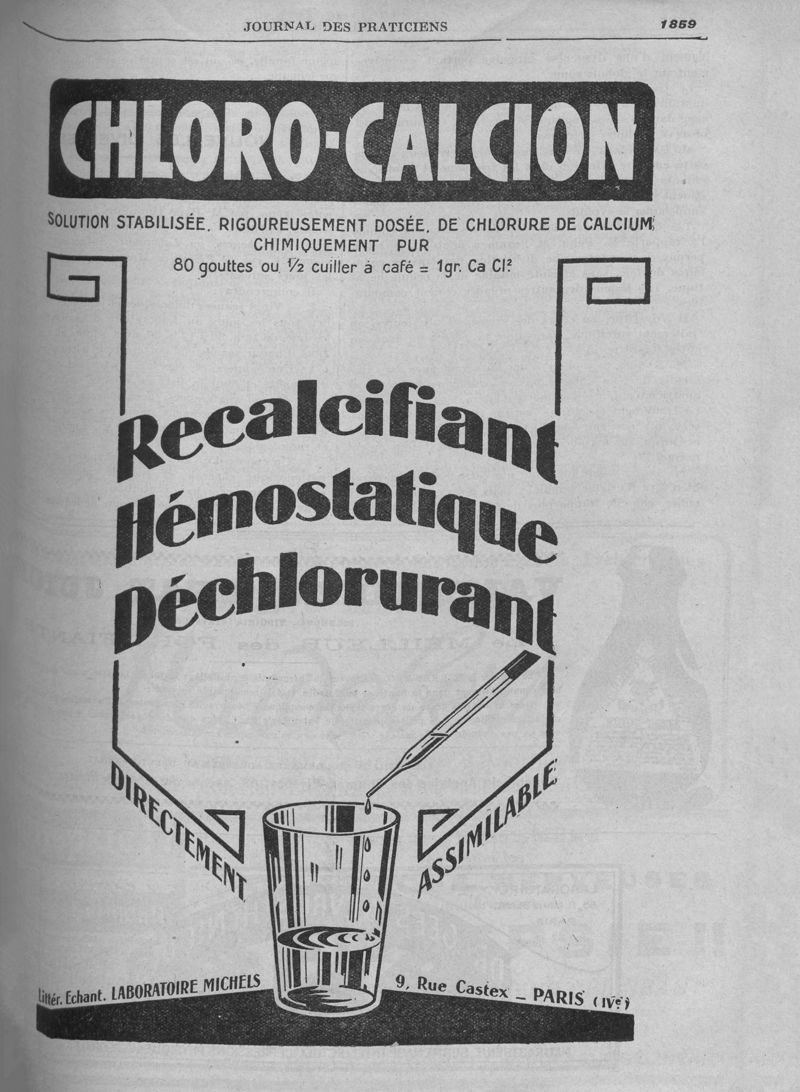 JOURNAL DES PRATICIENS 1859
CHLORO-CALCION
SOLUTION STABILISÉE, RIGOUREUSEMENT DOSÉE, DE CHLORURE DE CALCIUM,
CHIMIQUEMENT PUR
80 gouttes ou ½ cuiller à café = 1gr. Ca Cl²
Recalcifiant
Hémostatique
Déchlorurant
DIRECTEMENT
ASSIMILABLE
Littér. Echant. LABORATOIRE MICHELS
9, Rue Castex _ PARIS (IVe)